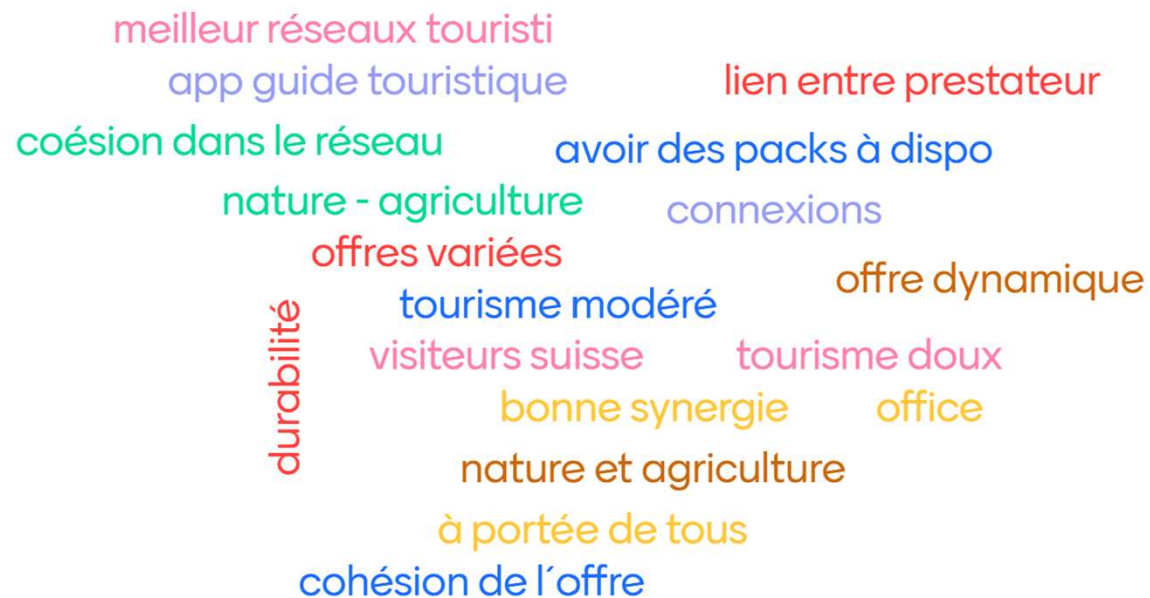 meilleur réseaux touristi
app guide touristique
lien entre prestateur
coésion dans le réseau
avoir des packs à dispo
nature - agriculture
connexions
offres variées
offre dynamique
tourisme modéré
durabilité
visiteurs suisse
tourisme doux
bonne synergie
office
nature et agriculture
à portée de tous
cohésion de l´offre